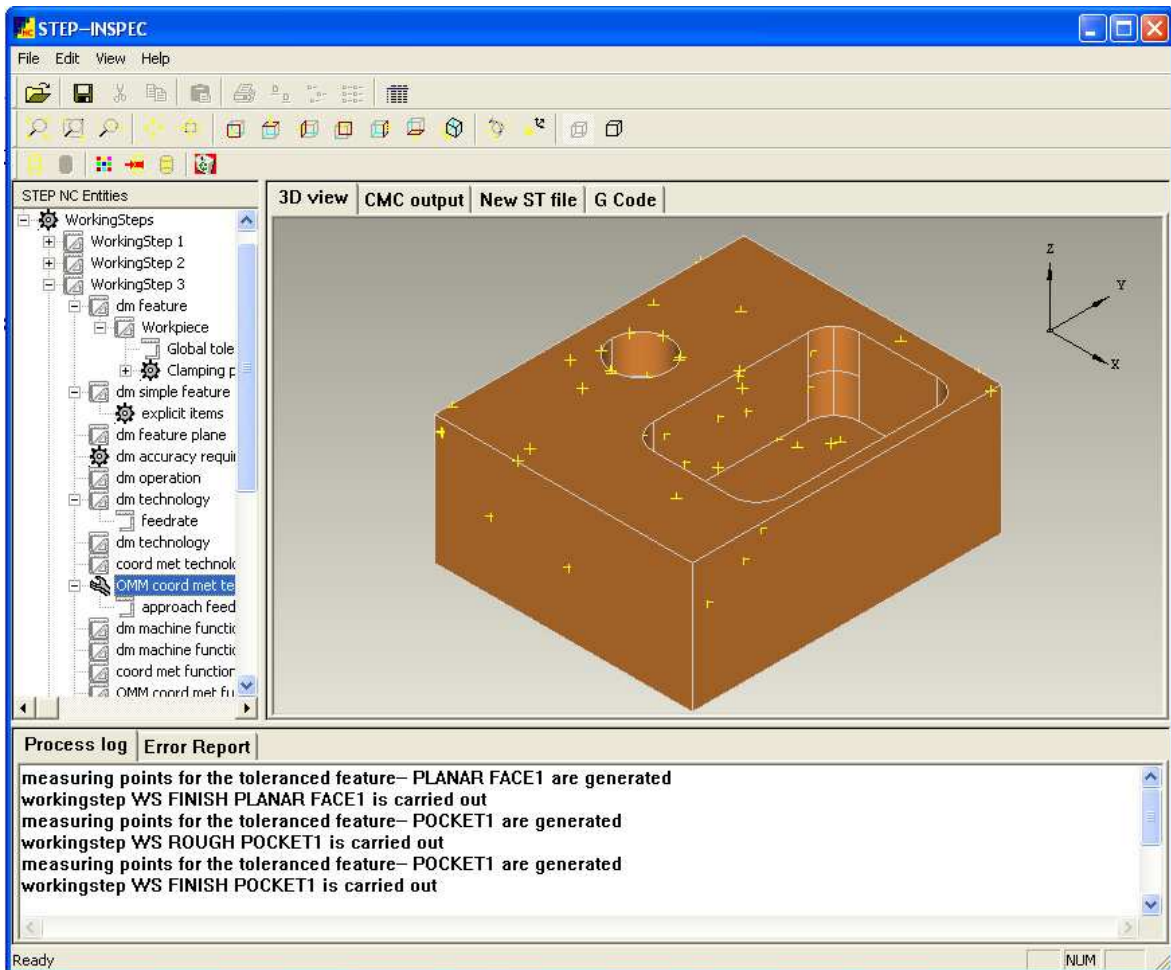 STEP–INSPEC
File Edit View Help
STEP NC Entities
WorkingSteps
WorkingStep 1
WorkingStep 2
WorkingStep 3
dm feature
Workpiece
Global tole
Clamping p
dm simple feature
explicit items
dm feature plane
dm accuracy requi
dm operation
dm technology
feedrate
dm technology
coord met technolo
OMM coord met te
approach feed
dm machine functio
dm machine functio
coord met function
OMM coord met fu
3D view CMC output New ST file G Code
Z
Y
X
Process log Error Report
measuring points for the toleranced feature– PLANAR FACE1 are generated
workingstep WS FINISH PLANAR FACE1 is carried out
measuring points for the toleranced feature– POCKET1 are generated
workingstep WS ROUGH POCKET1 is carried out
measuring points for the toleranced feature– POCKET1 are generated
workingstep WS FINISH POCKET1 is carried out
Ready NUM